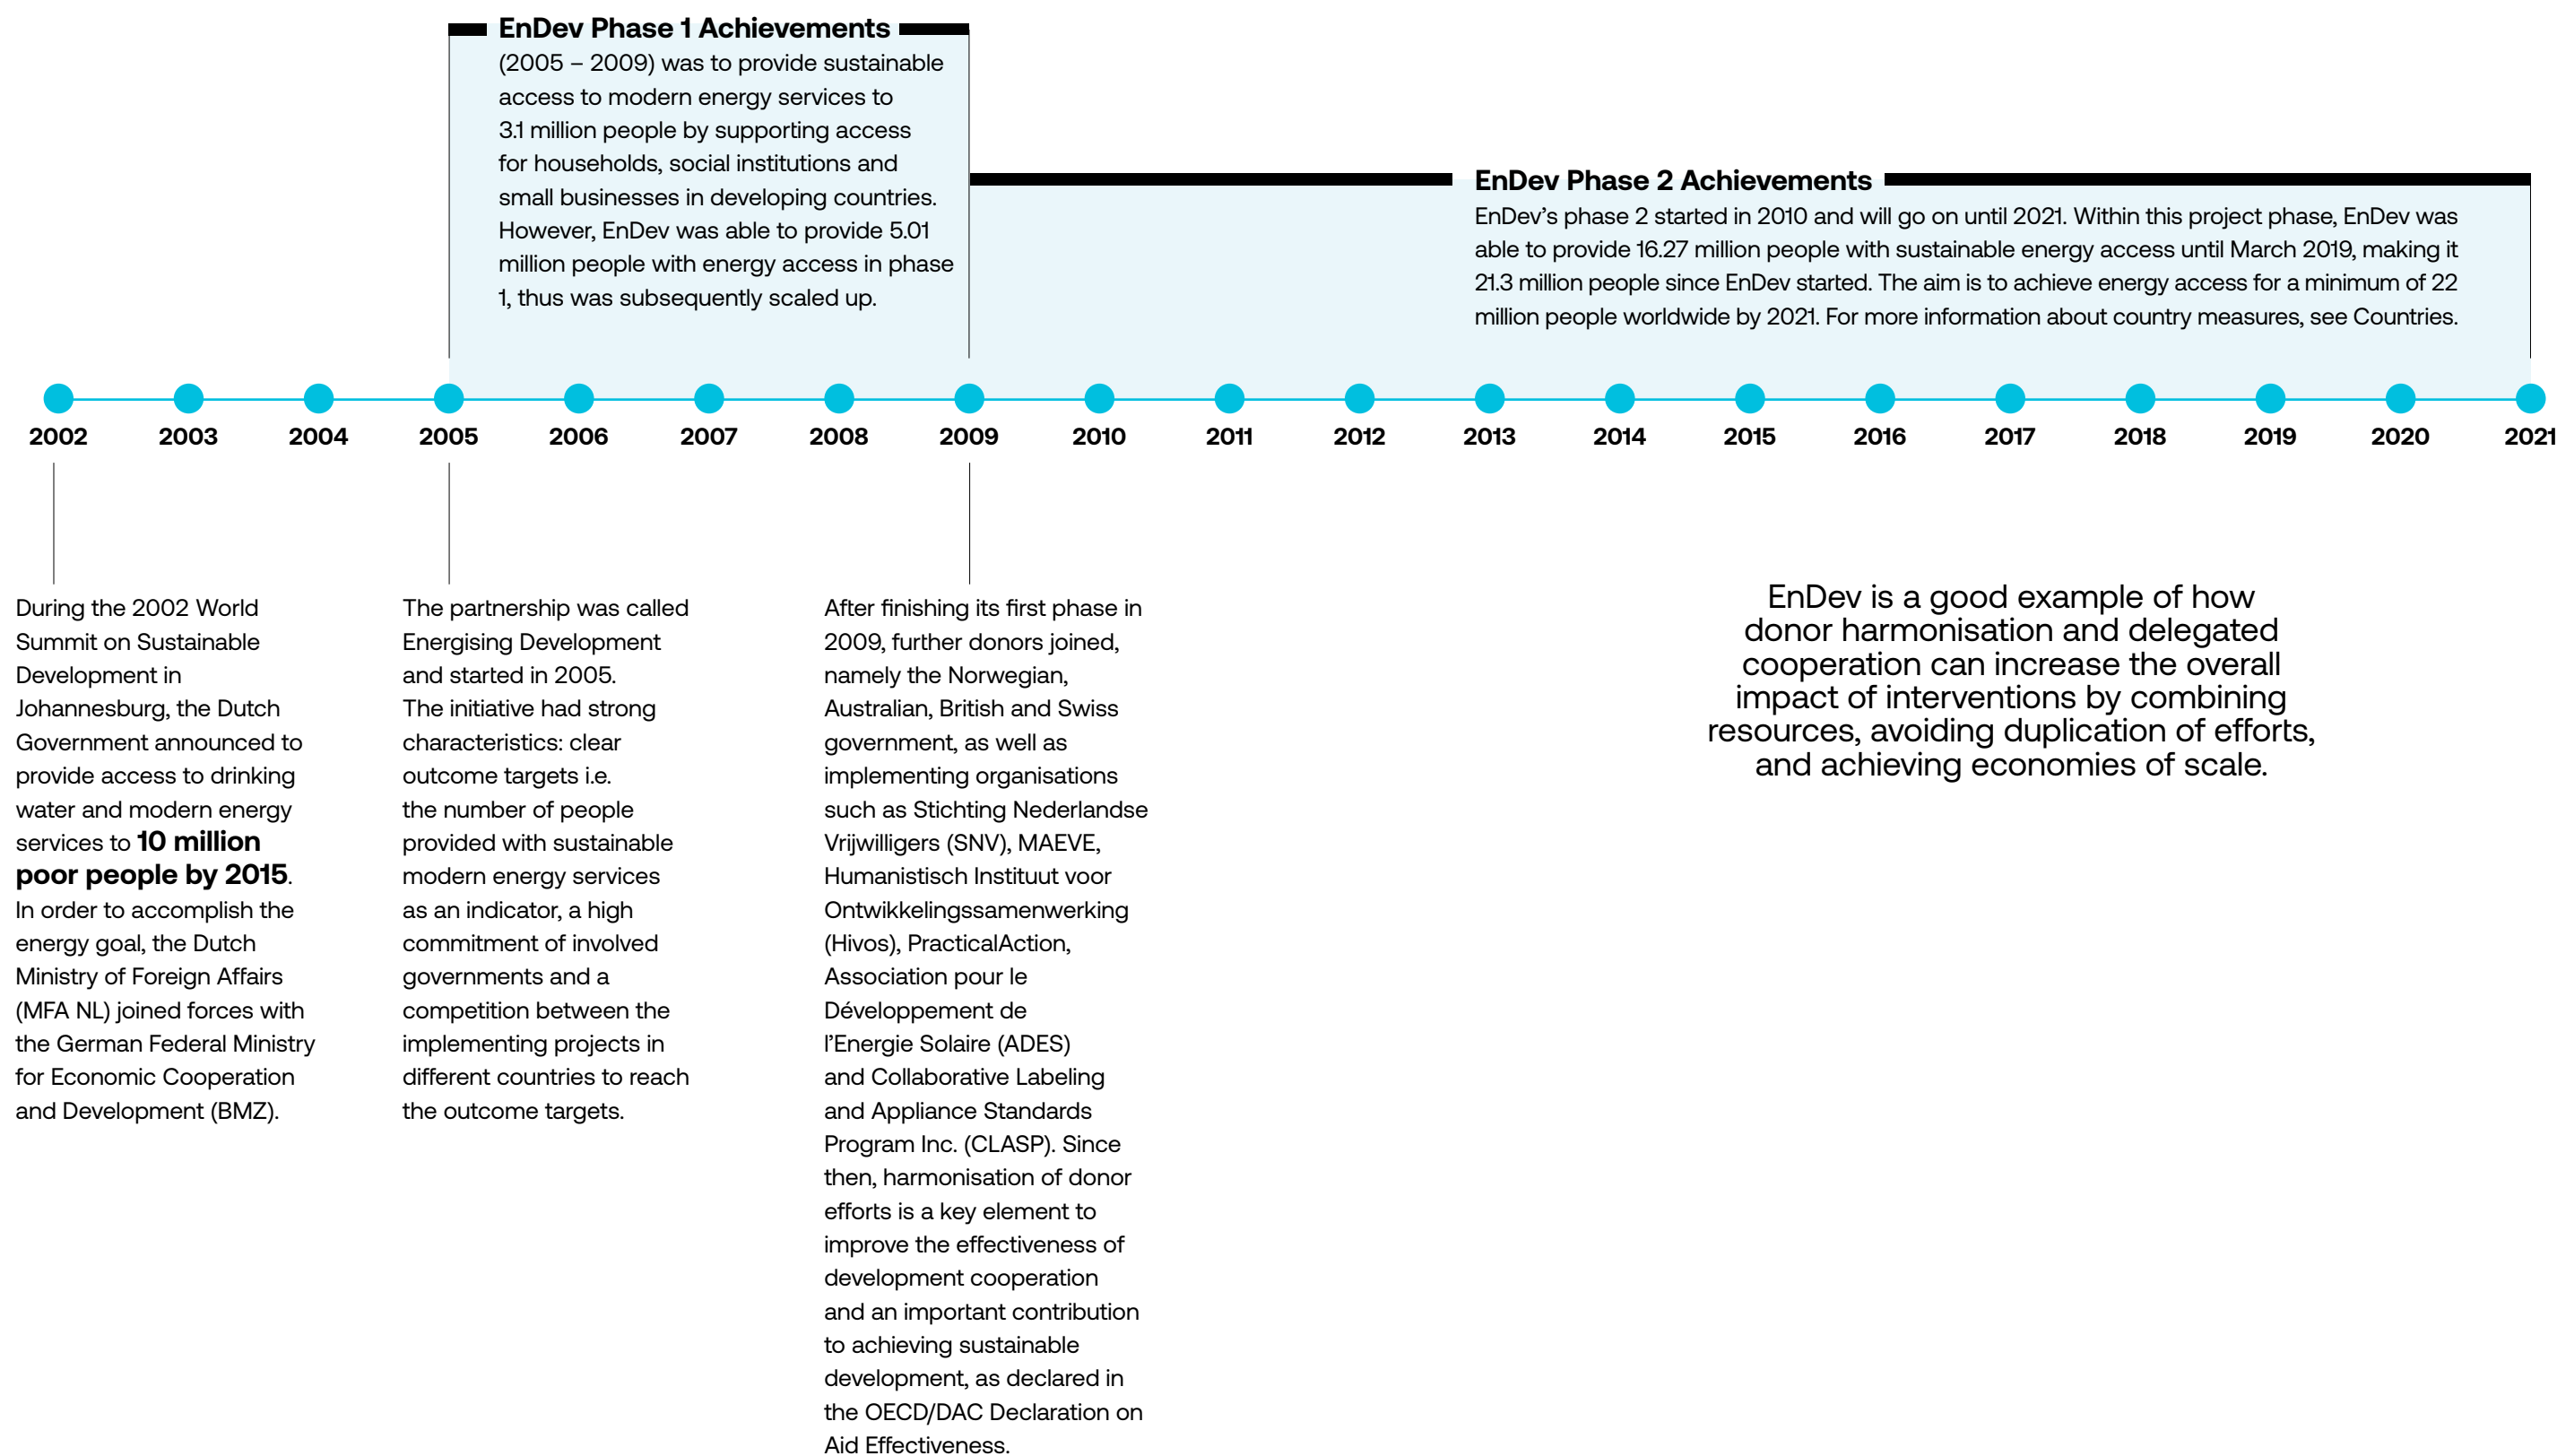 EnDev Phase 1 Achievements
(2005 – 2009) was to provide sustainable
access to modern energy services to
3.1 million people by supporting access
for households, social institutions and
small businesses in developing countries.
However, EnDev was able to provide 5.01
million people with energy access in phase
1, thus was subsequently scaled up.
EnDev Phase 2 Achievements
EnDev’s phase 2 started in 2010 and will go on until 2021. Within this project phase, EnDev was
able to provide 16.27 million people with sustainable energy access until March 2019, making it
21.3 million people since EnDev started. The aim is to achieve energy access for a minimum of 22
million people worldwide by 2021. For more information about country measures, see Countries.
2002 2003 2004 2005 2006 2007 2008 2009 2010 2011 2012 2013 2014 2015 2016 2017 2018 2019 2020 2021
During the 2002 World
Summit on Sustainable
Development in
Johannesburg, the Dutch
Government announced to
provide access to drinking
water and modern energy
services to 10 million
poor people by 2015.
In order to accomplish the
energy goal, the Dutch
Ministry of Foreign Affairs
(MFA NL) joined forces with
the German Federal Ministry
for Economic Cooperation
and Development (BMZ).
The partnership was called
Energising Development
and started in 2005.
The initiative had strong
characteristics: clear
outcome targets i.e.
the number of people
provided with sustainable
modern energy services
as an indicator, a high
commitment of involved
governments and a
competition between the
implementing projects in
different countries to reach
the outcome targets.
After finishing its first phase in
2009, further donors joined,
namely the Norwegian,
Australian, British and Swiss
government, as well as
implementing organisations
such as Stichting Nederlandse
Vrijwilligers (SNV), MAEVE,
Humanistisch Instituut voor
Ontwikkelingssamenwerking
(Hivos), PracticalAction,
Association pour le
Développement de
l’Energie Solaire (ADES)
and Collaborative Labeling
and Appliance Standards
Program Inc. (CLASP). Since
then, harmonisation of donor
efforts is a key element to
improve the effectiveness of
development cooperation
and an important contribution
to achieving sustainable
development, as declared in
the OECD/DAC Declaration on
Aid Effectiveness.
EnDev is a good example of how
donor harmonisation and delegated
cooperation can increase the overall
impact of interventions by combining
resources, avoiding duplication of efforts,
and achieving economies of scale.